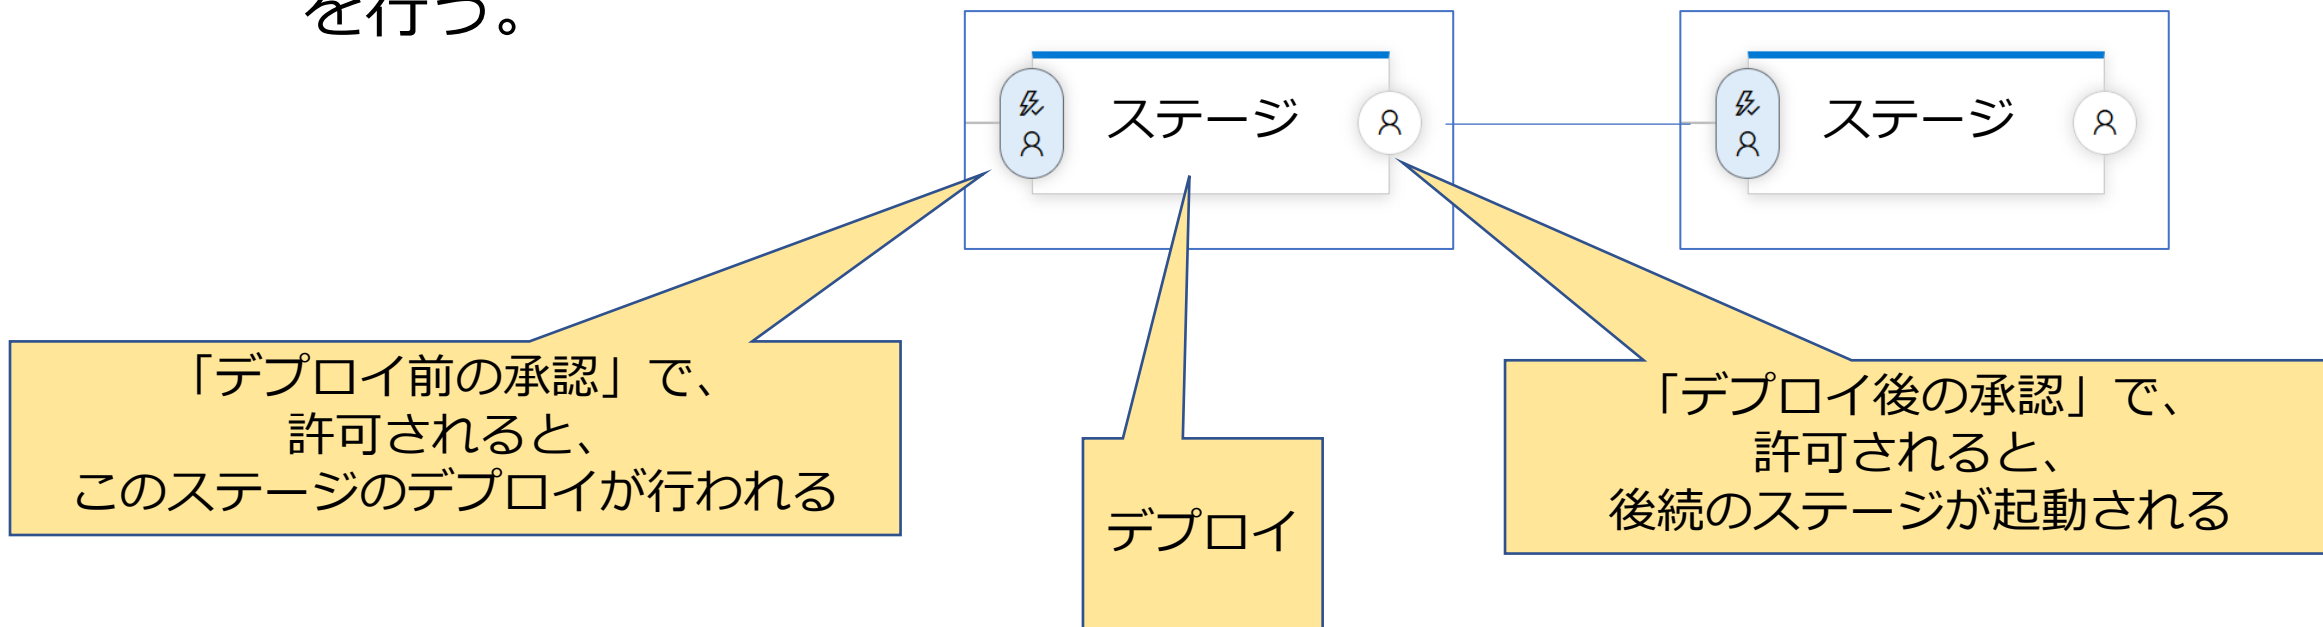 を行う。
ステージ
ステージ
「デプロイ前の承認」で、
許可されると、
このステージのデプロイが行われる
デプロイ
「デプロイ後の承認」で、
許可されると、
後続のステージが起動される